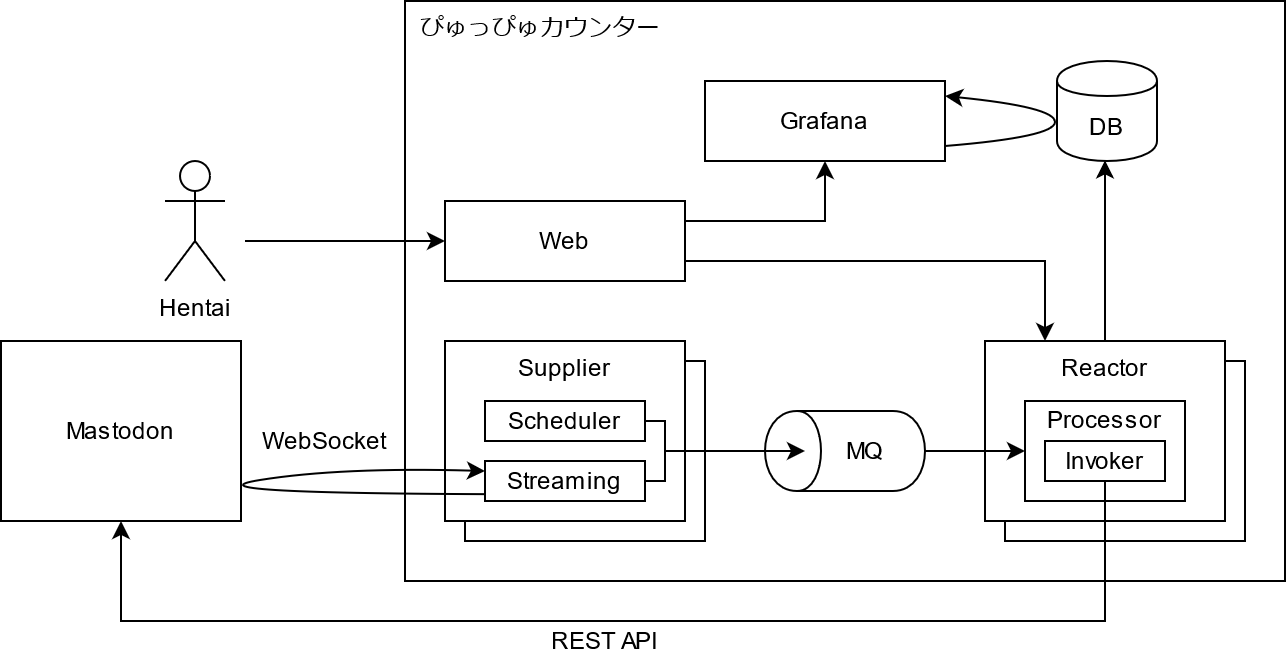 ぴゅっぴゅカウンター
Grafana
DB
Web
Hentai
Supplier
Reactor
Scheduler
Processor
Mastodon
WebSocket
MQ
Invoker
Streaming
REST API